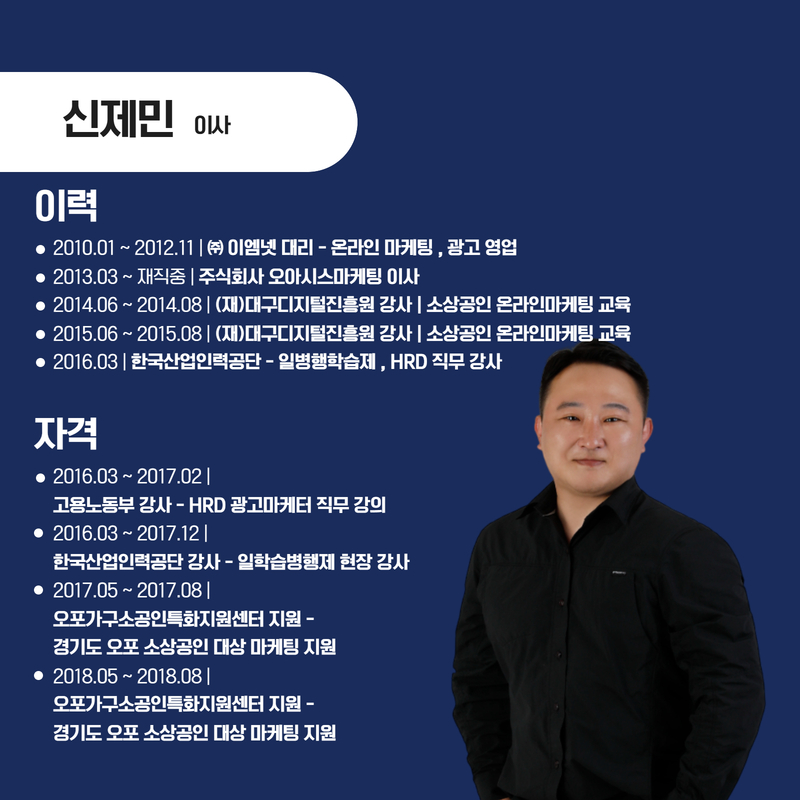 신제민 이사
이력
● 2010.01 ~ 2012.11 | ㈜ 이엠넷 대리 - 온라인 마케팅 , 광고 영업
● 2013.03 ~ 재직중 | 주식회사 오아시스마케팅 이사
● 2014.06 ~ 2014.08 | (재)대구디지털진흥원 강사 | 소상공인 온라인마케팅 교육
● 2015.06 ~ 2015.08 | (재)대구디지털진흥원 강사 | 소상공인 온라인마케팅 교육
● 2016.03 | 한국산업인력공단 - 일병행학습제 , HRD 직무 강사
자격
● 2016.03 ~ 2017.02 |
고용노동부 강사 - HRD 광고마케터 직무 강의
● 2016.03 ~ 2017.12 |
한국산업인력공단 강사 - 일학습병행제 현장 강사
● 2017.05 ~ 2017.08 |
오포가구소공인특화지원센터 지원 -
경기도 오포 소상공인 대상 마케팅 지원
● 2018.05 ~ 2018.08 |
오포가구소공인특화지원센터 지원 -
경기도 오포 소상공인 대상 마케팅 지원